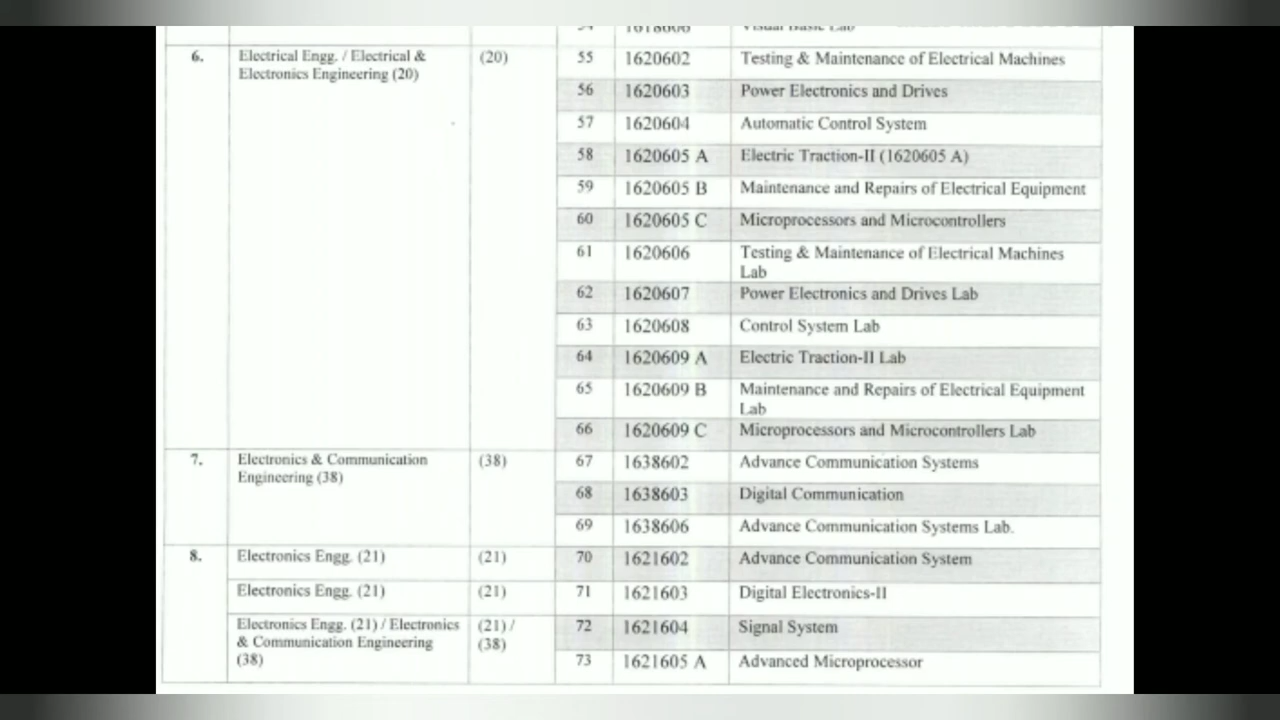 6. Electrical Engg. / Electrical & (20) 55 1620602 Testing & Maintenance of Electrical Machines
Electronics Engineering (20)
56 1620603 Power Electronics and Drives
57 1620604 Automatic Control System
58 1620605 A Electric Traction-II (1620605 A)
59 1620605 B Maintenance and Repairs of Electrical Equipment
60 1620605 C Microprocessors and Microcontrollers
61 1620606 Testing & Maintenance of Electrical Machines
Lab
62 1620607 Power Electronics and Drives Lab
63 1620608 Control System Lab
64 1620609 A Electric Traction-II Lab
65 1620609 B Maintenance and Repairs of Electrical Equipment
Lab
66 1620609 C Microprocessors and Microcontrollers Lab
7. Electronics & Communication (38) 67 1638602 Advance Communication Systems
Engineering (38)
68 1638603 Digital Communication
69 1638606 Advance Communication Systems Lab.
8. Electronics Engg. (21) (21) 70 1621602 Advance Communication System
Electronics Engg. (21) (21) 71 1621603 Digital Electronics-II
Electronics Engg. (21) / Electronics (21) / 72 1621604 Signal System
& Communication Engineering (38)
(38) 73 1621605 A Advanced Microprocessor